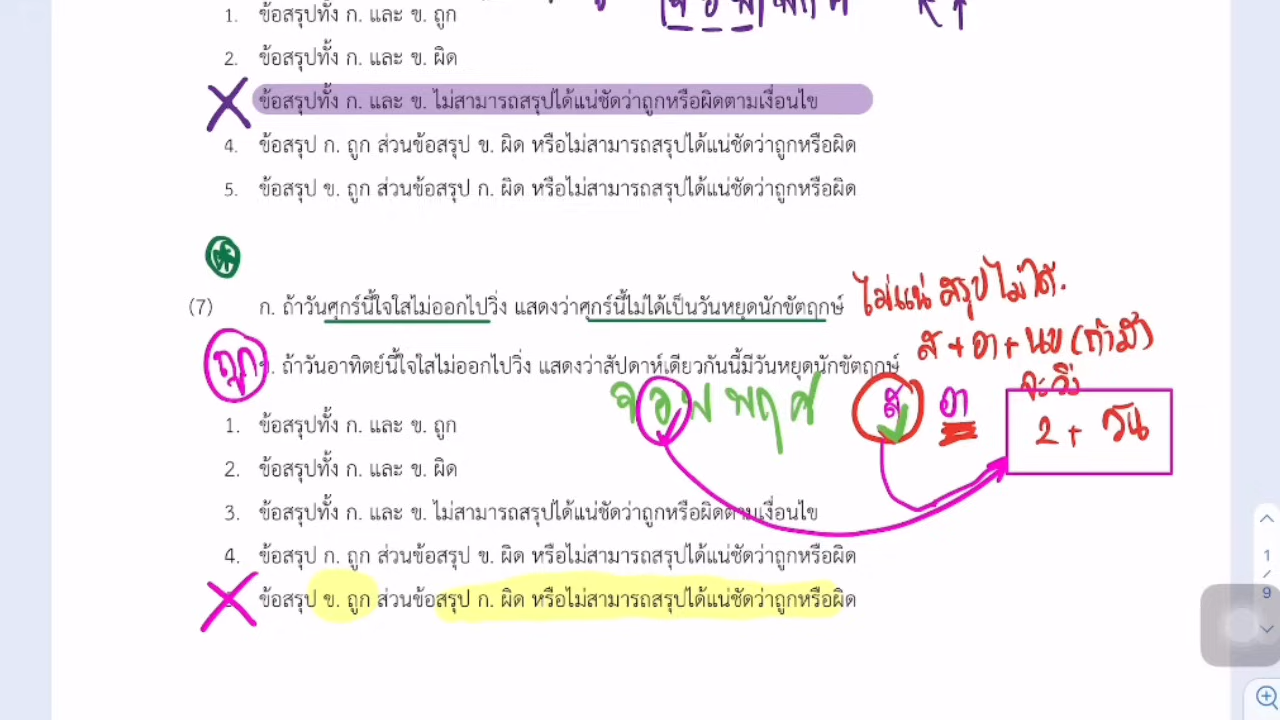 1. ข้อสรุปทั้ง ก. และ ข. ถูก
2. ข้อสรุปทั้ง ก. และ ข. ผิด
ข้อสรุปทั้ง ก. และ ข. ไม่สามารถสรุปได้แน่ชัดว่าถูกหรือผิดตามเงื่อนไข
4. ข้อสรุป ก. ถูก ส่วนข้อสรุป ข. ผิด หรือไม่สามารถสรุปได้แน่ชัดว่าถูกหรือผิด
5. ข้อสรุป ข. ถูก ส่วนข้อสรุป ก. ผิด หรือไม่สามารถสรุปได้แน่ชัดว่าถูกหรือผิด
ไม่แน่ สรุปไม่ได้.
(7) ก. ถ้าวันศุกร์นี้ใจใสไม่ออกไปวิ่ง แสดงว่าศุกร์นี้ไม่ได้เป็นวันหยุดนักขัตฤกษ์
ส + อา + นข (ถ้ามี)
ถูก ข. ถ้าวันอาทิตย์นี้ใจใสไม่ออกไปวิ่ง แสดงว่าสัปดาห์เดียวกันนี้มีวันหยุดนักขัตฤกษ์
จะวิ่ง
จ อ พ พฤ ศ ส อา
2 + วัน
1. ข้อสรุปทั้ง ก. และ ข. ถูก
2. ข้อสรุปทั้ง ก. และ ข. ผิด
3. ข้อสรุปทั้ง ก. และ ข. ไม่สามารถสรุปได้แน่ชัดว่าถูกหรือผิดตามเงื่อนไข
4. ข้อสรุป ก. ถูก ส่วนข้อสรุป ข. ผิด หรือไม่สามารถสรุปได้แน่ชัดว่าถูกหรือผิด
ข้อสรุป ข. ถูก ส่วนข้อสรุป ก. ผิด หรือไม่สามารถสรุปได้แน่ชัดว่าถูกหรือผิด
1
9